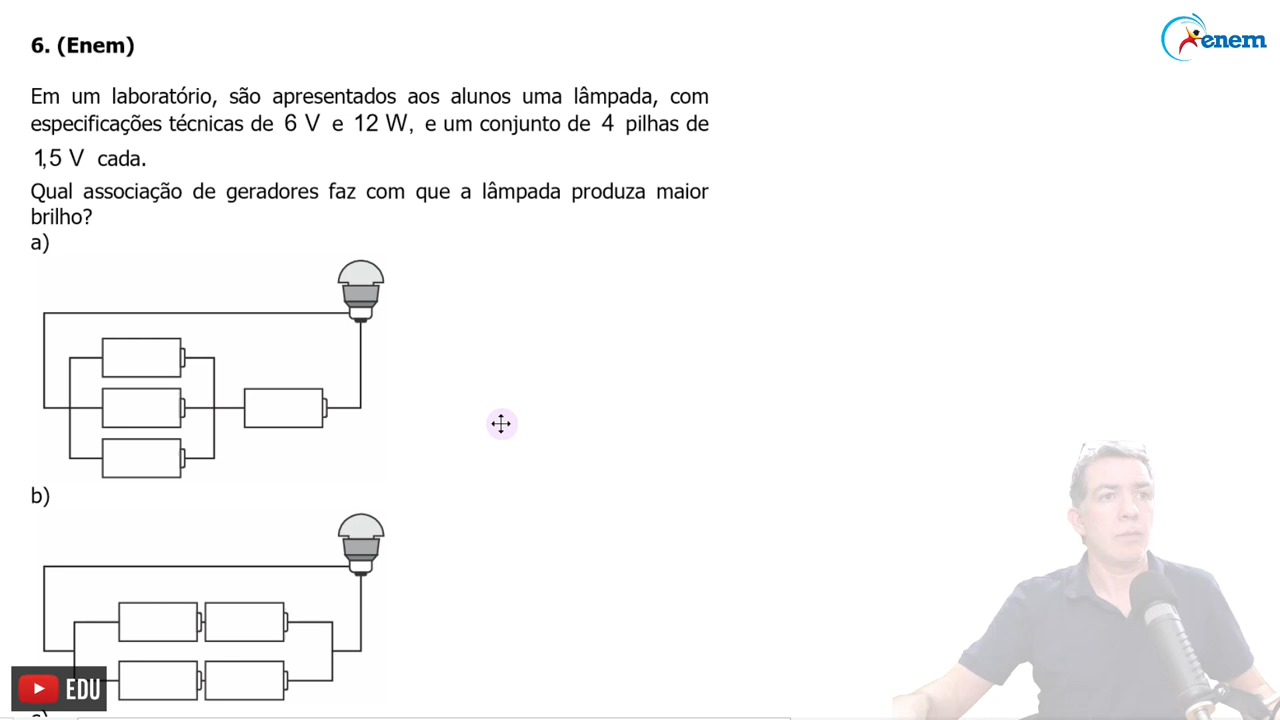 6. (Enem)
enem
Em um laboratório, são apresentados aos alunos uma lâmpada, com
especificações técnicas de 6 V e 12 W, e um conjunto de 4 pilhas de
1,5 V cada.
Qual associação de geradores faz com que a lâmpada produza maior
brilho?
a)
b)
EDU